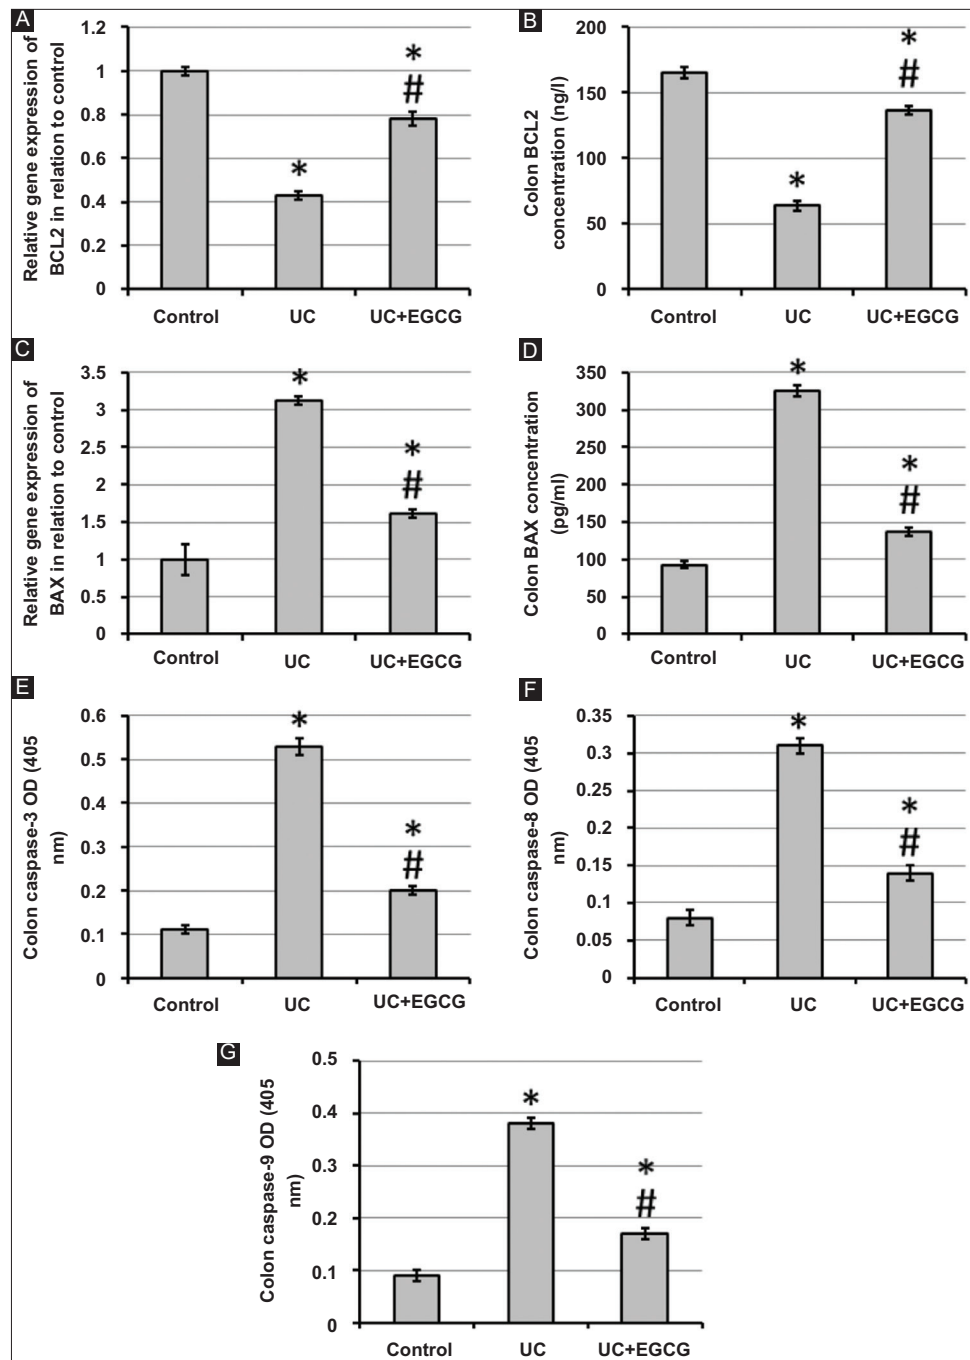 A
Relative gene expression of
BCL2 in relation to control
1.2
1
0.8
0.6
0.4
0.2
0
*
*
#
Control UC UC+EGCG
B
Colon BCL2
concentration (ng/l)
200
150
100
50
0
*
*
#
Control UC UC+EGCG
C
Relative gene expression of
BAX in relation to control
3.5
3
2.5
2
1.5
1
0.5
0
*
*
#
Control UC UC+EGCG
D
Colon BAX concentration
(pg/ml)
350
300
250
200
150
100
50
0
*
*
#
Control UC UC+EGCG
E
Colon caspase-3 OD (405
nm)
0.6
0.5
0.4
0.3
0.2
0.1
0
*
*
#
Control UC UC+EGCG
F
Colon caspase-8 OD (405
nm)
0.35
0.3
0.25
0.2
0.15
0.1
0.05
0
*
*
#
Control UC UC+EGCG
G
Colon caspase-9 OD (405
nm)
0.5
0.4
0.3
0.2
0.1
0
*
*
#
Control UC UC+EGCG